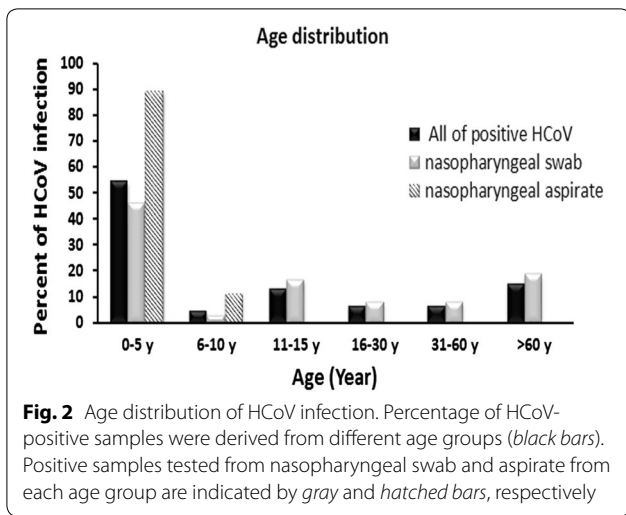 Age distribution
Percent of HCoV infection
100
90
80
70
60
50
40
30
20
10
0
All of positive HCoV
nasopharyngeal swab
nasopharyngeal aspirate
0-5 y 6-10 y 11-15 y 16-30 y 31-60 y >60 y
Age (Year)
Fig. 2 Age distribution of HCoV infection. Percentage of HCoV-
positive samples were derived from different age groups (black bars).
Positive samples tested from nasopharyngeal swab and aspirate from
each age group are indicated by gray and hatched bars, respectively